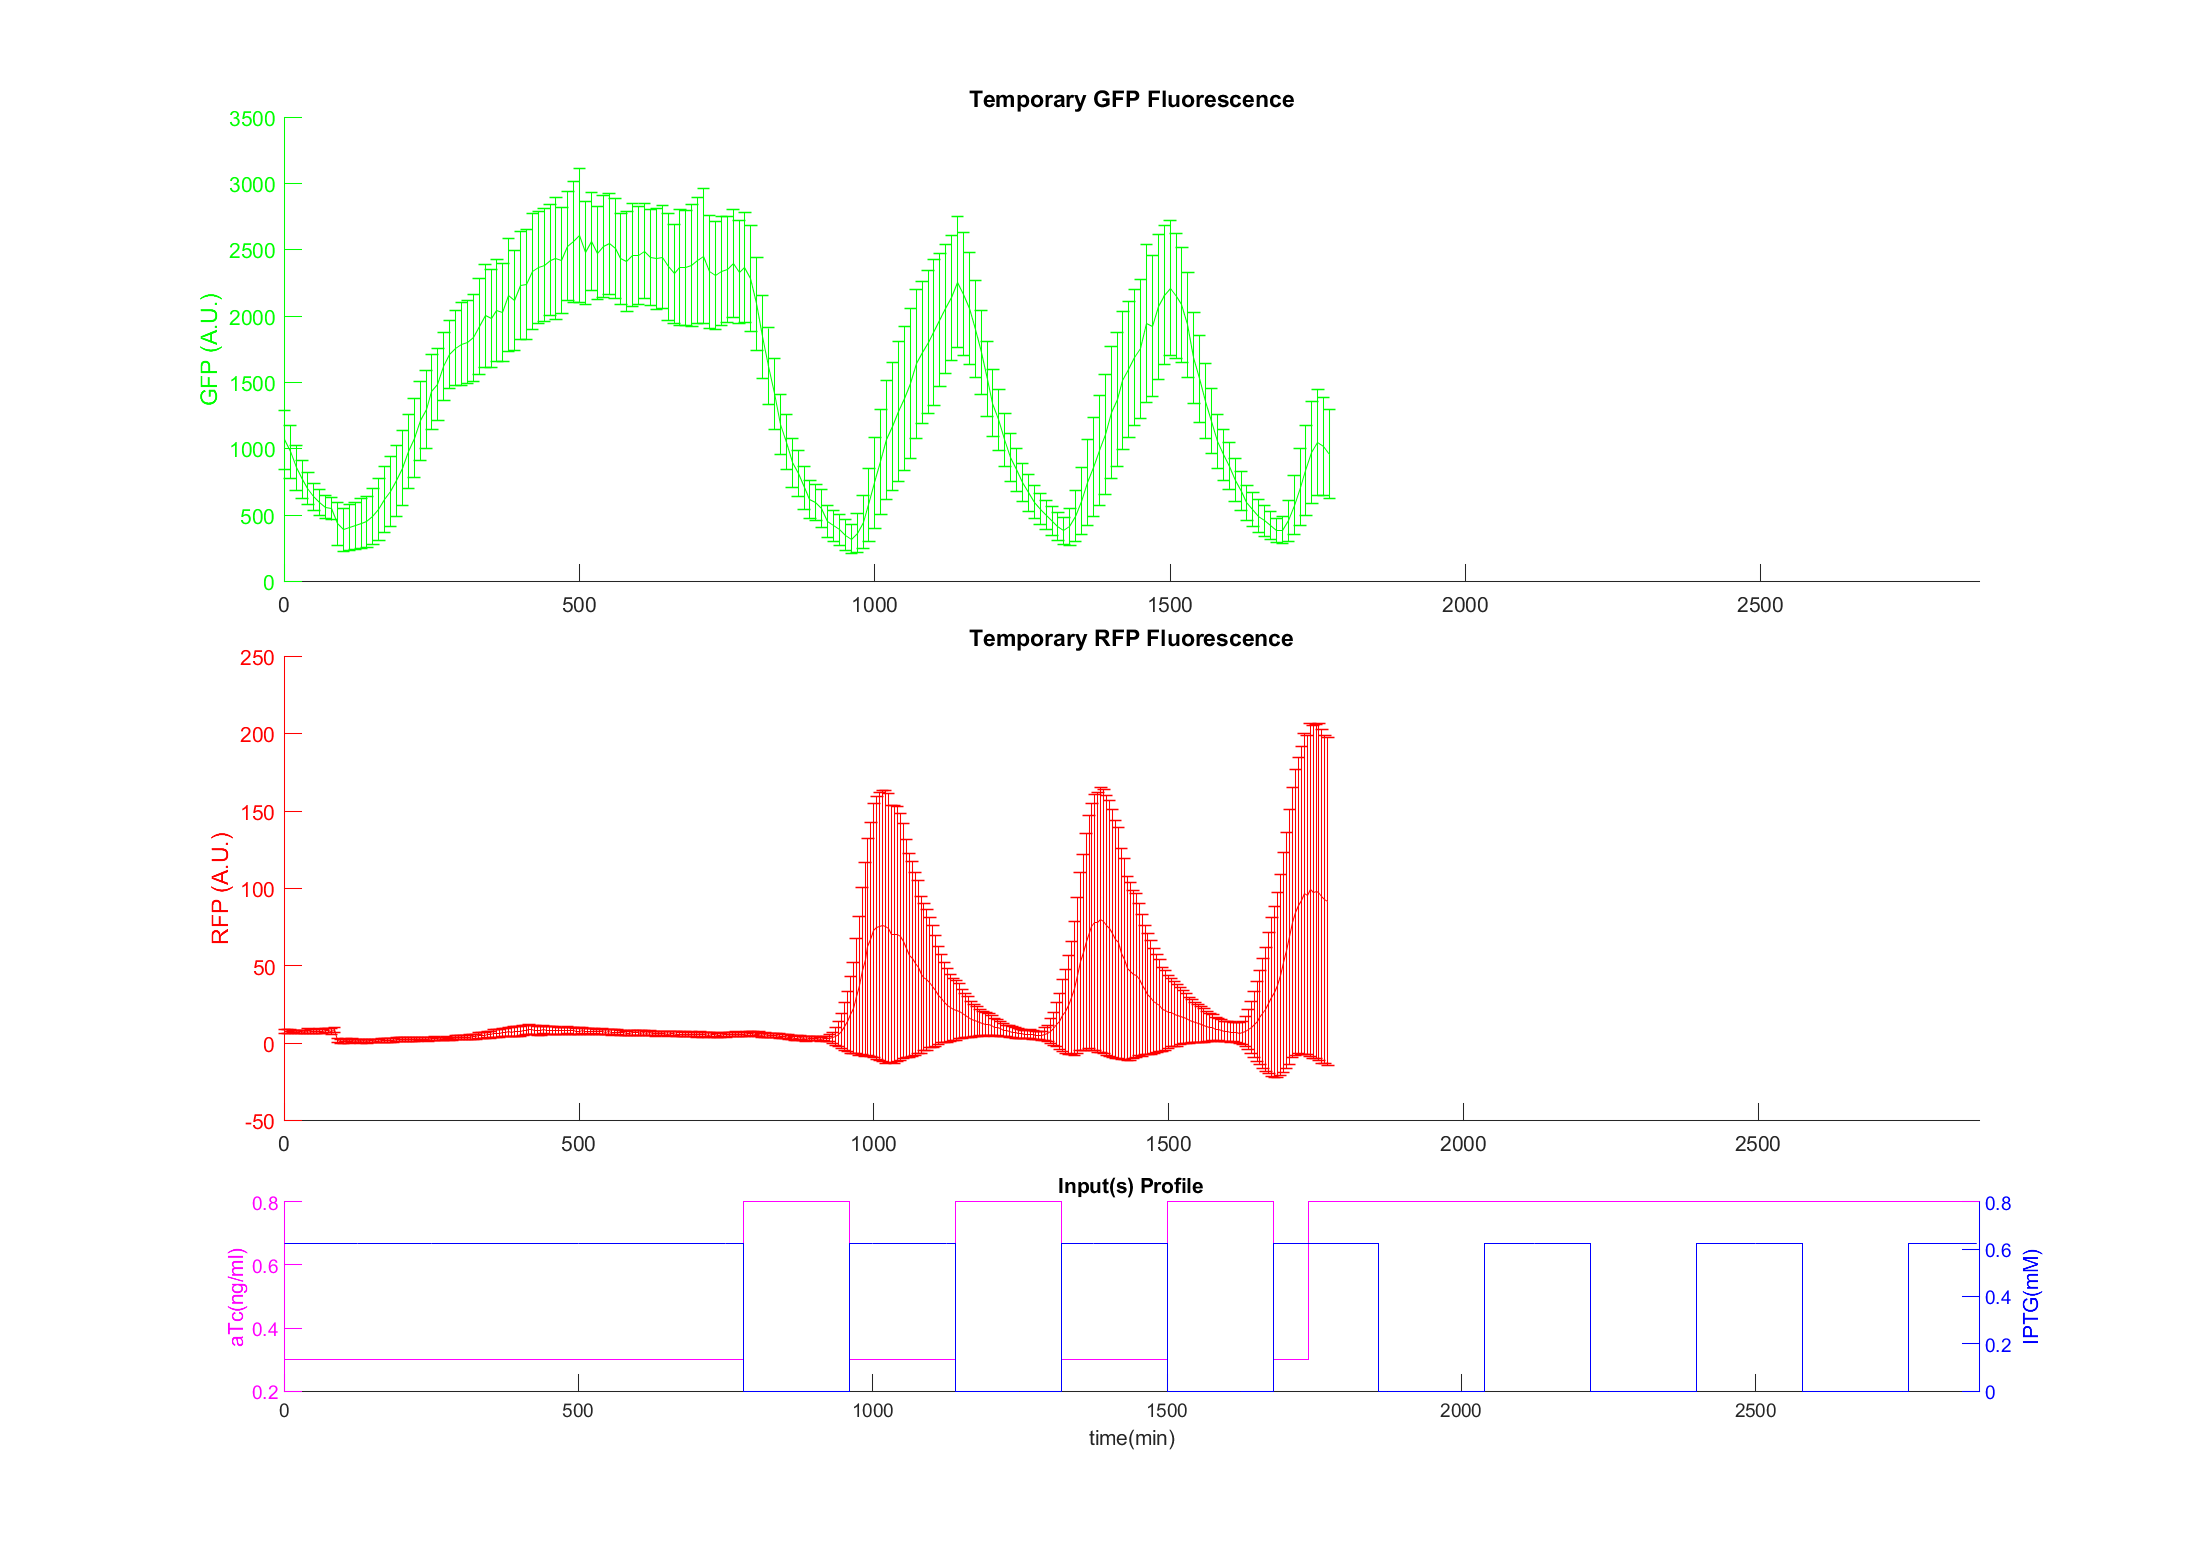 Temporary GFP Fluorescence
GFP (A.U.)
3500
3000
2500
2000
1500
1000
500
0
0 500 1000 1500 2000 2500
Temporary RFP Fluorescence
RFP (A.U.)
250
200
150
100
50
0
-50
0 500 1000 1500 2000 2500
Input(s) Profile
aTc(ng/ml)
0.8
0.6
0.4
0.2
0.8
0.6
0.4
0.2
0
IPTG(mM)
0 500 1000 1500 2000 2500
time(min)